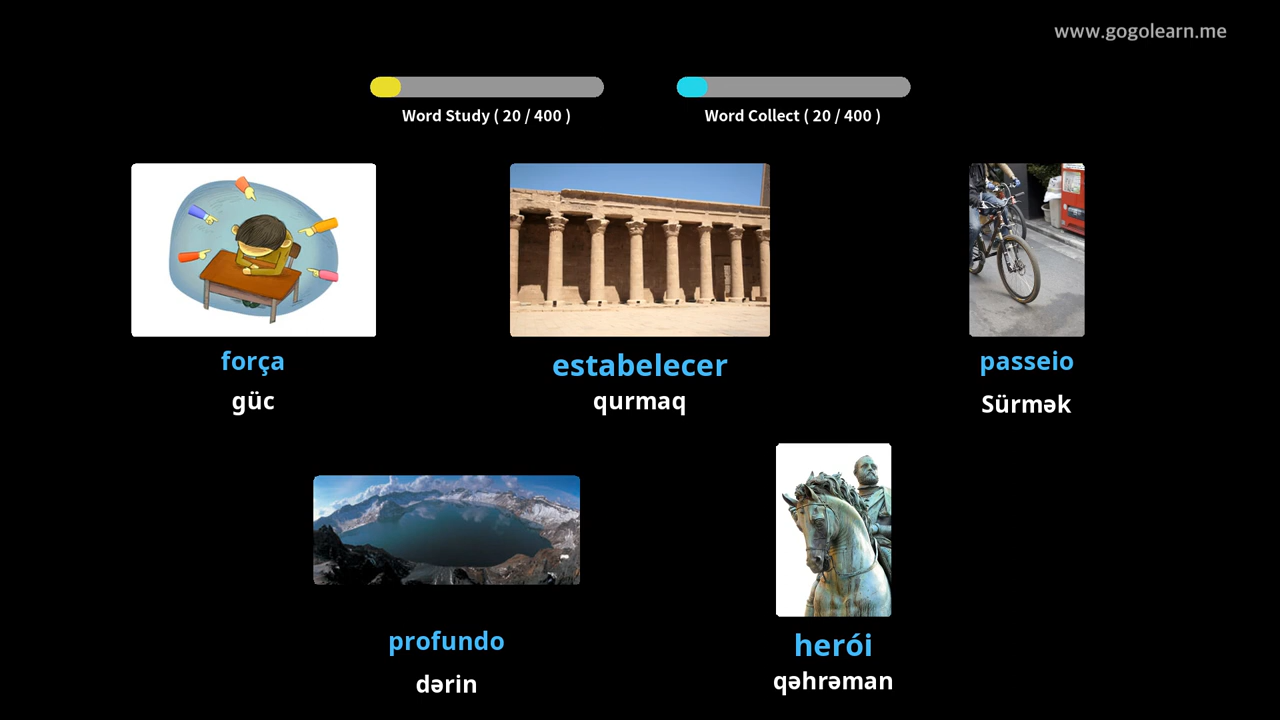 www.gogolearn.me
Word Study ( 20 / 400 )
Word Collect ( 20 / 400 )
força
güc
estabelecer
qurmaq
passeio
Sürmək
profundo
dərin
herói
qəhrəman